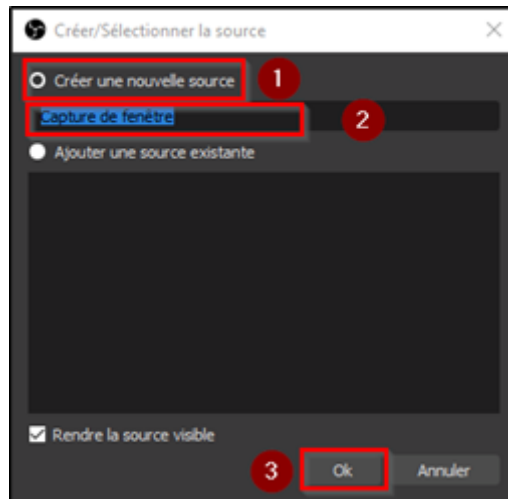 Créer/Sélectionner la source
Créer une nouvelle source 1
Capture de fenêtre 2
Ajouter une source existante
Rendre la source visible
3 Ok Annuler